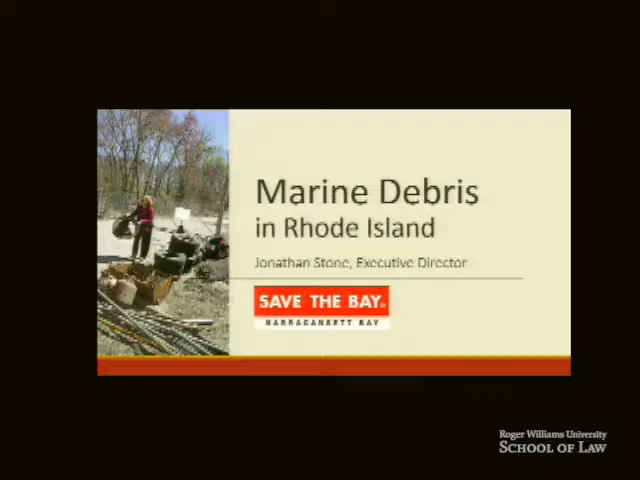 Marine Debris
in Rhode Island
Jonathan Stone, Executive Director
SAVE THE BAY®
NARRAGANSETT BAY
Roger Williams University
SCHOOL OF LAW